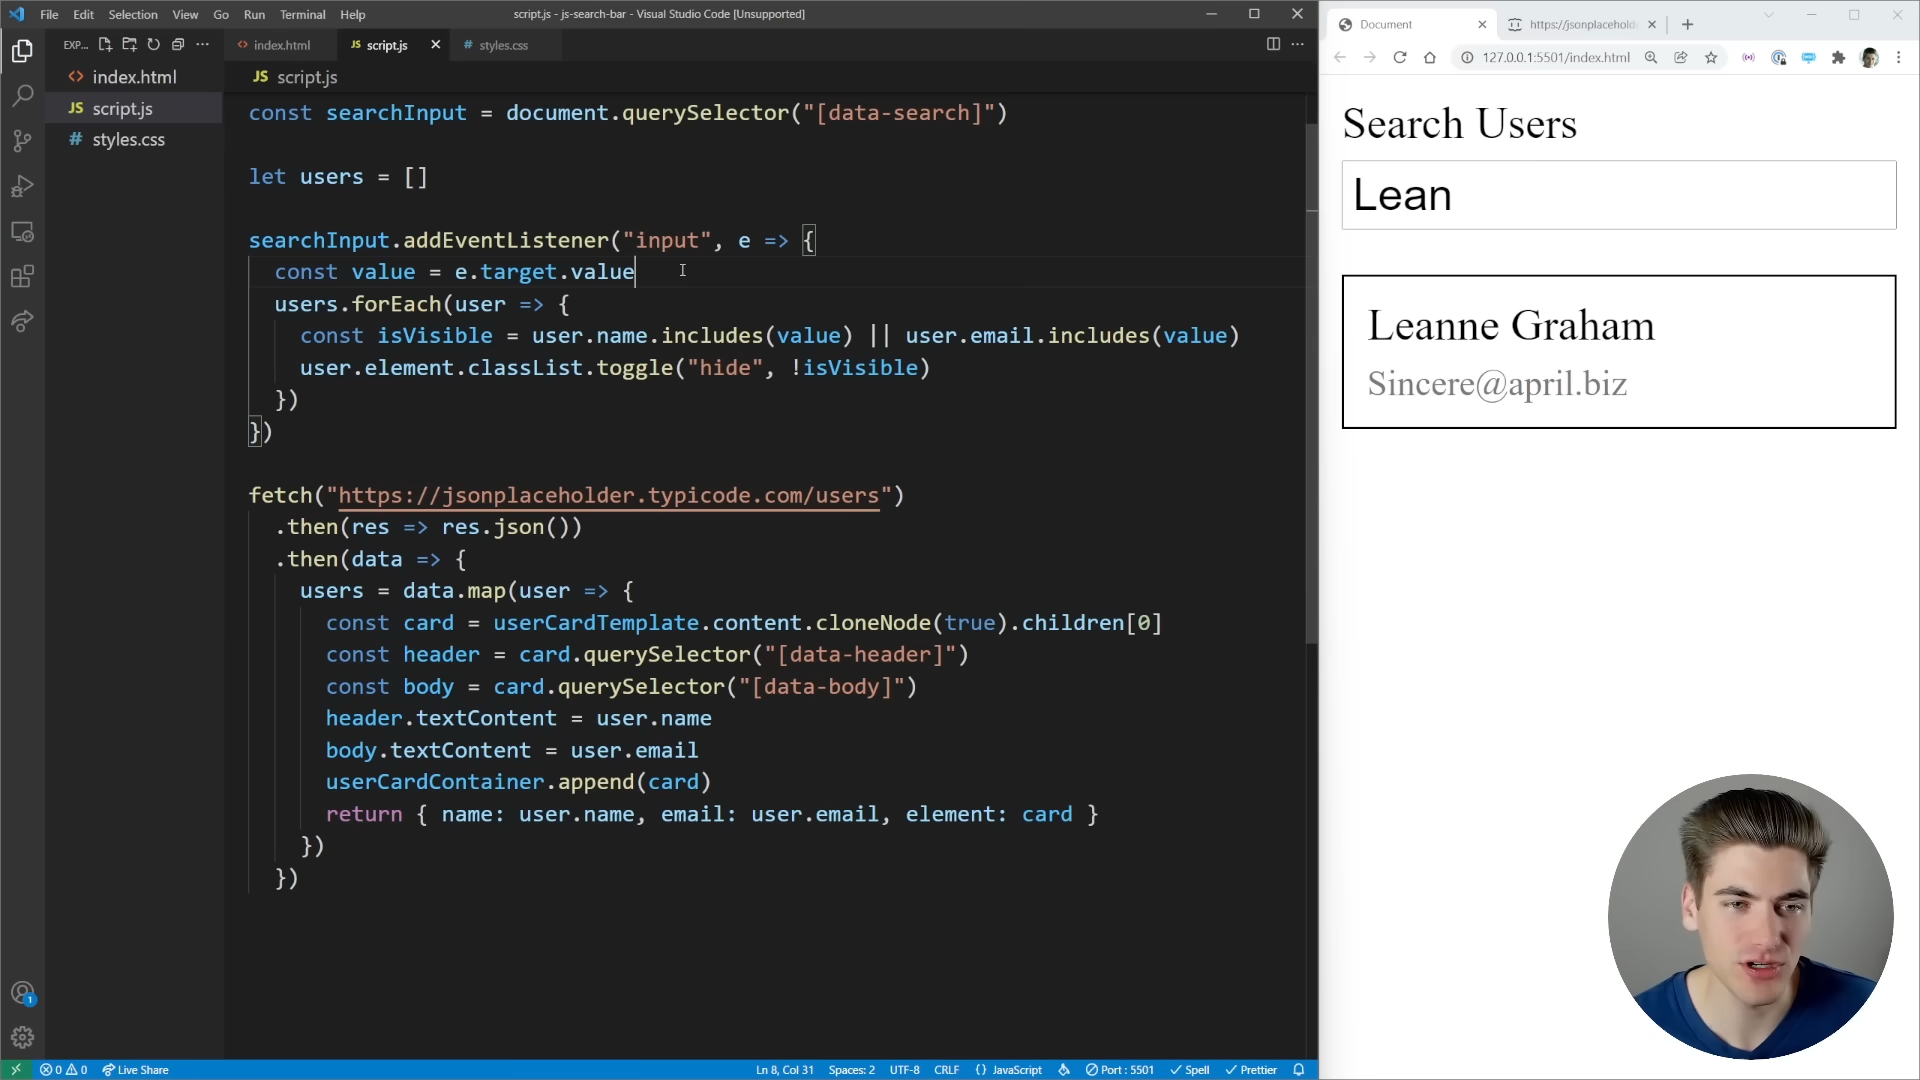 File Edit Selection View Go Run Terminal Help
script.js - js-search-bar - Visual Studio Code [Unsupported]
EXP...
index.html
script.js
styles.css
index.html
script.js
styles.css
JS script.js
const searchInput = document.querySelector("[data-search]")
let users = []
searchInput.addEventListener("input", e => {
const value = e.target.value
users.forEach(user => {
const isVisible = user.name.includes(value) || user.email.includes(value)
user.element.classList.toggle("hide", !isVisible)
})
})
fetch("https://jsonplaceholder.typicode.com/users")
.then(res => res.json())
.then(data => {
users = data.map(user => {
const card = userCardTemplate.content.cloneNode(true).children[0]
const header = card.querySelector("[data-header]")
const body = card.querySelector("[data-body]")
header.textContent = user.name
body.textContent = user.email
userCardContainer.append(card)
return { name: user.name, email: user.email, element: card }
})
})
1
0 0 Live Share
Ln 8, Col 31 Spaces: 2 UTF-8 CRLF {} JavaScript Port : 5501 Spell Prettier
Document
https://jsonplacehold
127.0.0.1:5501/index.html
Search Users
Lean
Leanne Graham
Sincere@april.biz